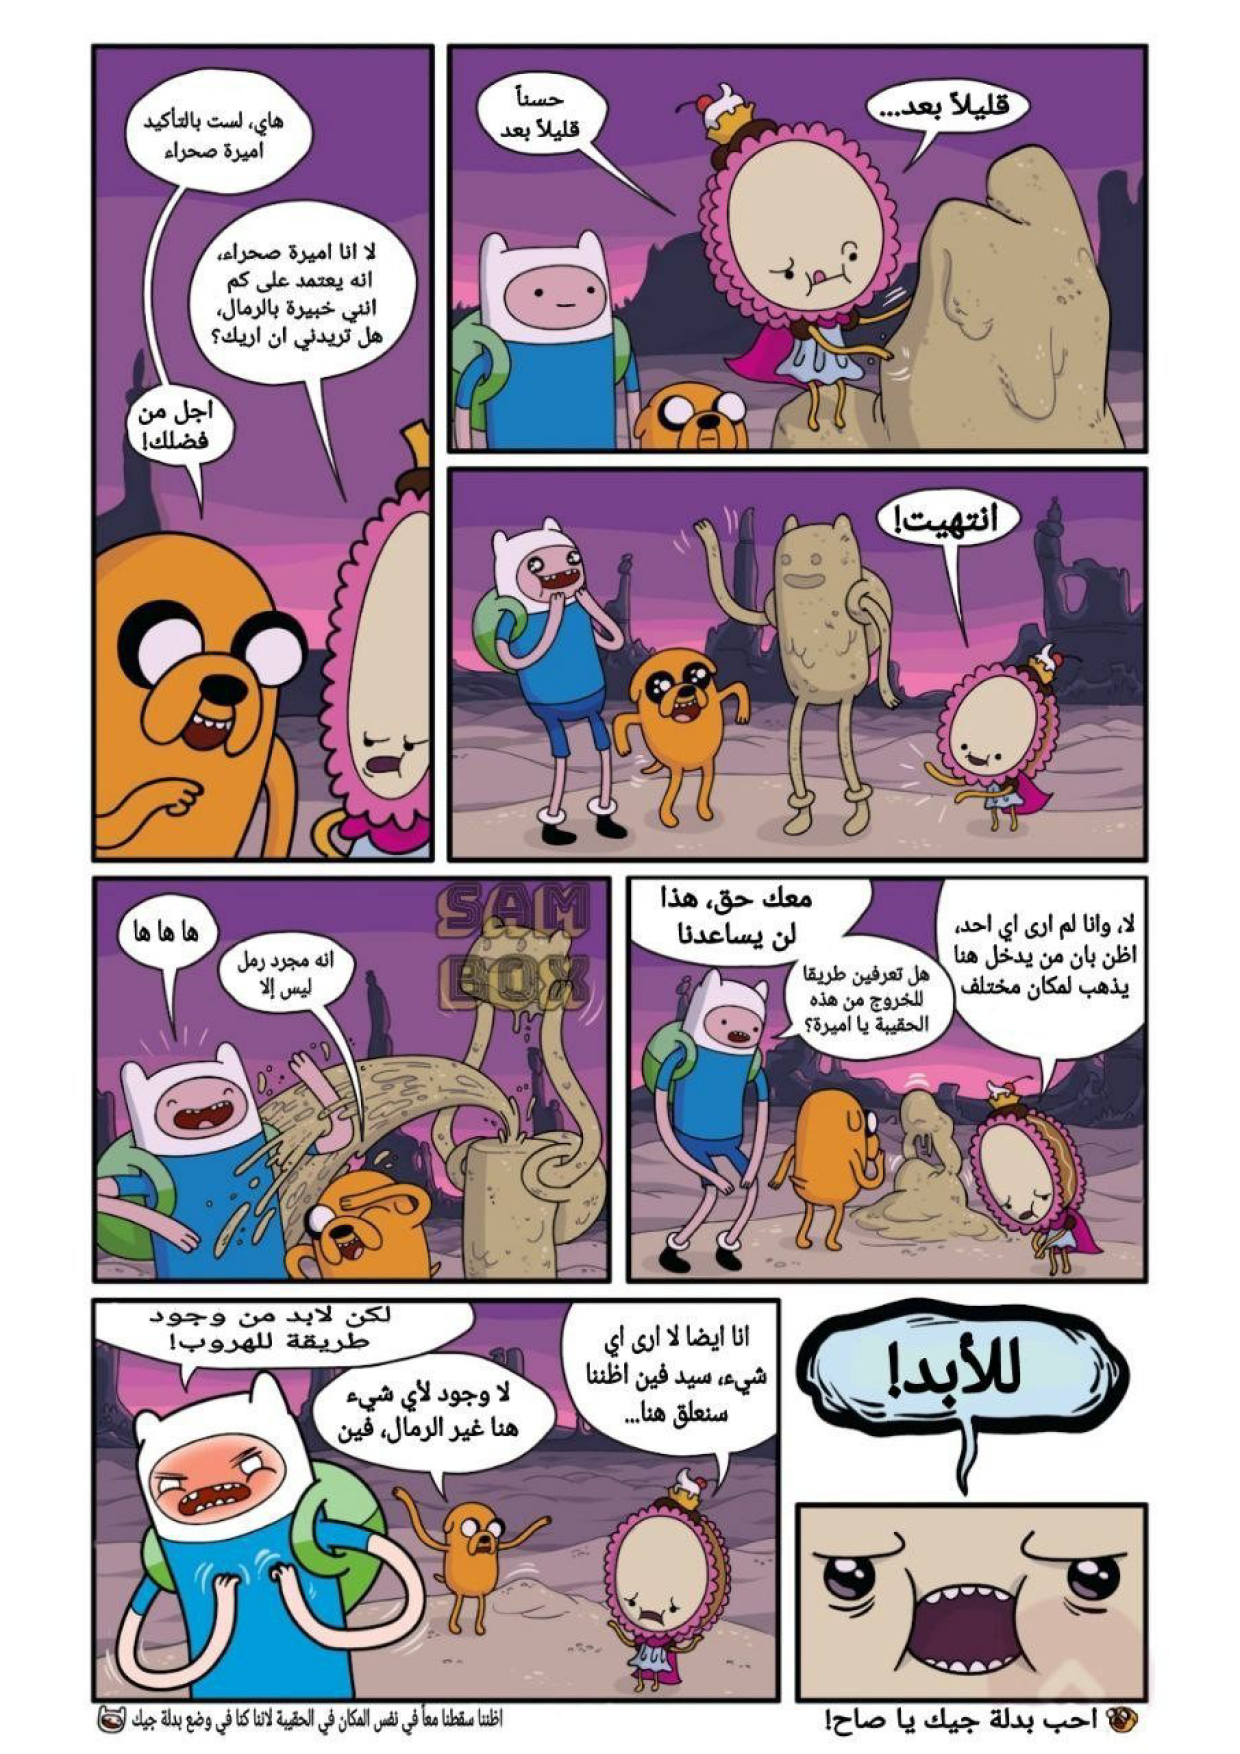 هاي، لست بالتأكيد
اميرة صحراء
لا انا اميرة صحراء،
انه يعتمد على كم
انني خبيرة بالرمال،
هل تريدني ان اريك؟
اجل من
فضلك!
قليلاً بعد...
حسناً
قليلاً بعد
انتهيت!
ها ها ها
انه مجرد رمل
ليس إلا
SAM
BOX
معك حق، هذا
لن يساعدنا
هل تعرفين طريقا
للخروج من هذه
الحقيبة يا اميرة؟
لا، وانا لم ارى اي احد،
اظن بان من يدخل هنا
يذهب لمكان مختلف
لكن لابد من وجود
طريقة للهروب!
لا وجود لأي شيء
هنا غير الرمال، فين
انا ايضا لا ارى اي
شيء، سيد فين اظننا
سنعلق هنا...
للأبد!
اظننا سقطنا معاً في نفس المكان في الحقيبة لاننا كنا في وضع بدلة جيك
احب بدلة جيك يا صاح!